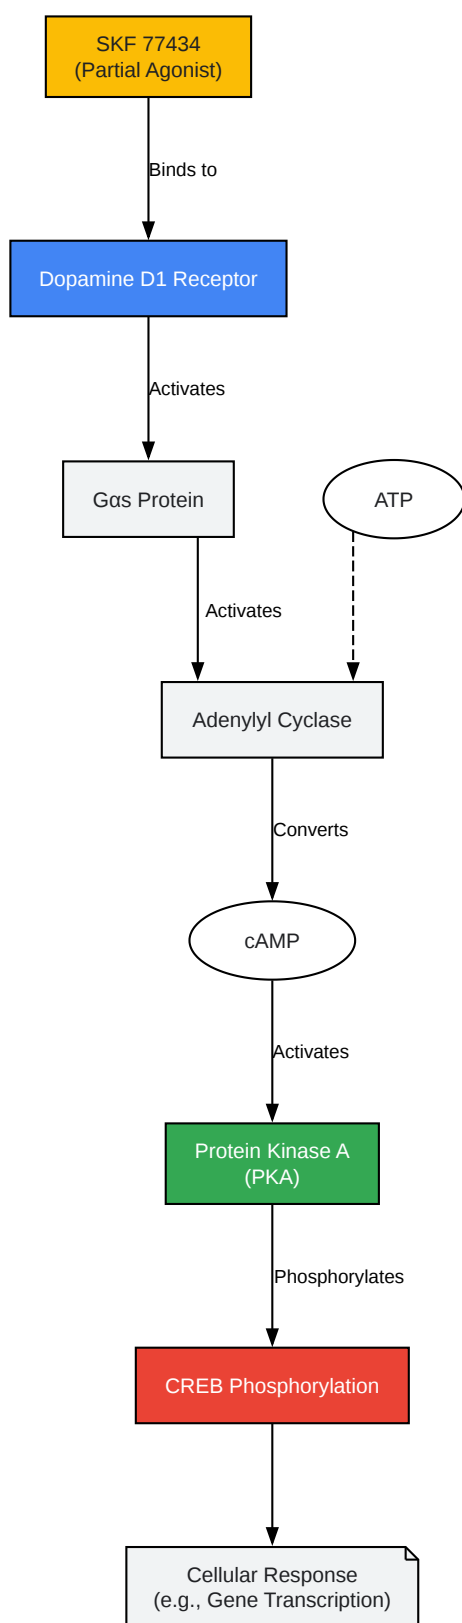 SKF 77434
(Partial Agonist)
Binds to
Dopamine D1 Receptor
Activates
Gαs Protein
ATP
Activates
Adenylyl Cyclase
Converts
cAMP
Activates
Protein Kinase A
(PKA)
Phosphorylates
CREB Phosphorylation
Cellular Response
(e.g., Gene Transcription)